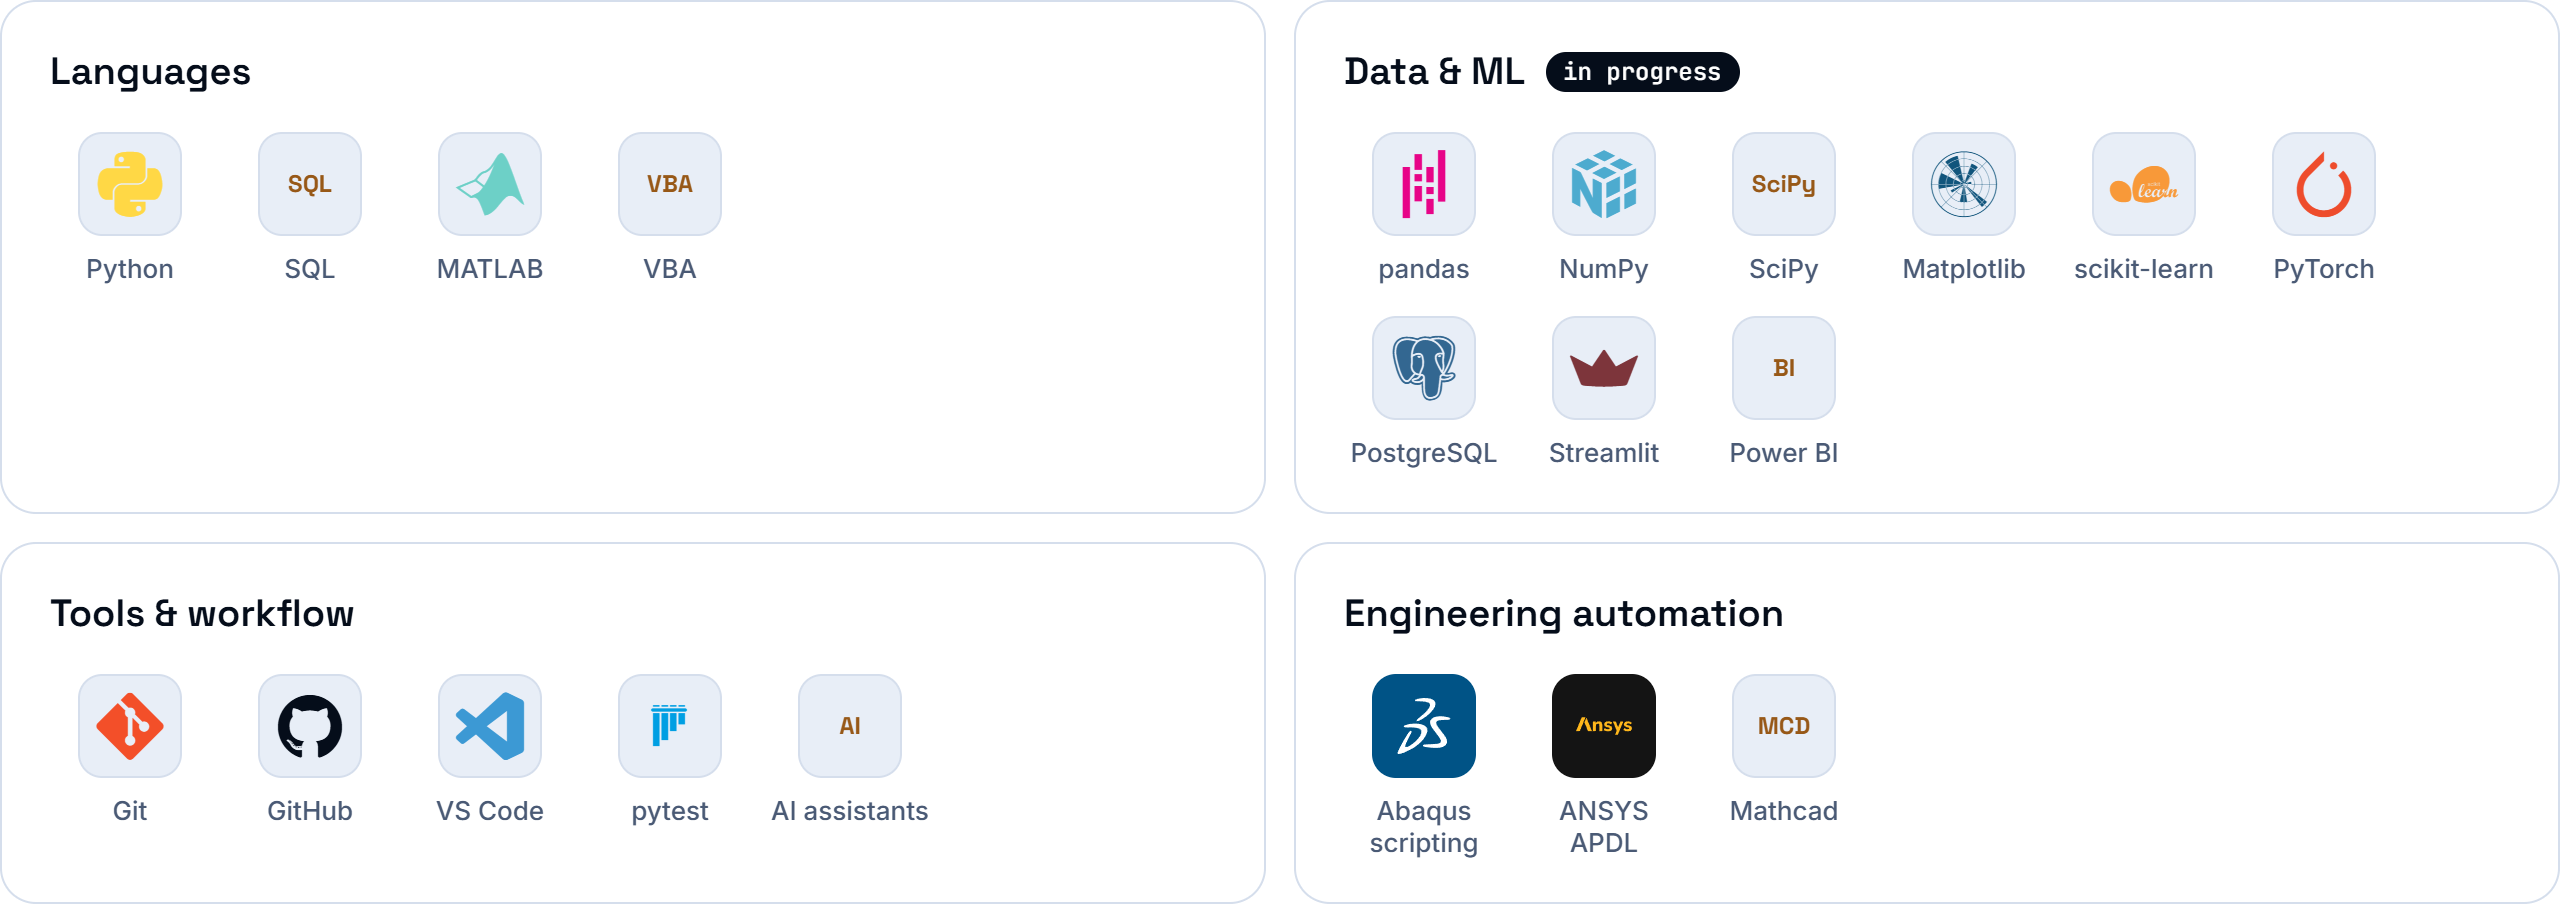 Languages
SQL
VBA
Python
SQL
MATLAB
VBA
Data & ML
in progress
SciPy
learn
pandas
NumPy
SciPy
Matplotlib
scikit-learn
PyTorch
BI
PostgreSQL
Streamlit
Power BI
Tools & workflow
AI
Git
GitHub
VS Code
pytest
AI assistants
Engineering automation
Ansys
MCD
Abaqus
scripting
ANSYS
APDL
Mathcad